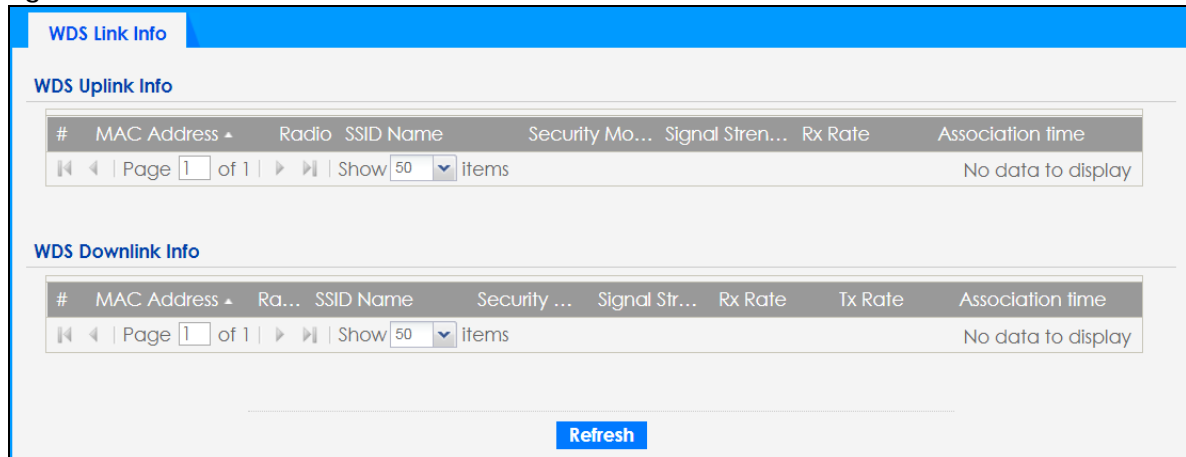 WDS Link Info
WDS Uplink Info
# MAC Address Radio SSID Name Security Mo... Signal Stren... Rx Rate Association time
Page 1 of 1 Show 50 items No data to display
WDS Downlink Info
# MAC Address Ra... SSID Name Security ... Signal Str... Rx Rate Tx Rate Association time
Page 1 of 1 Show 50 items No data to display
Refresh